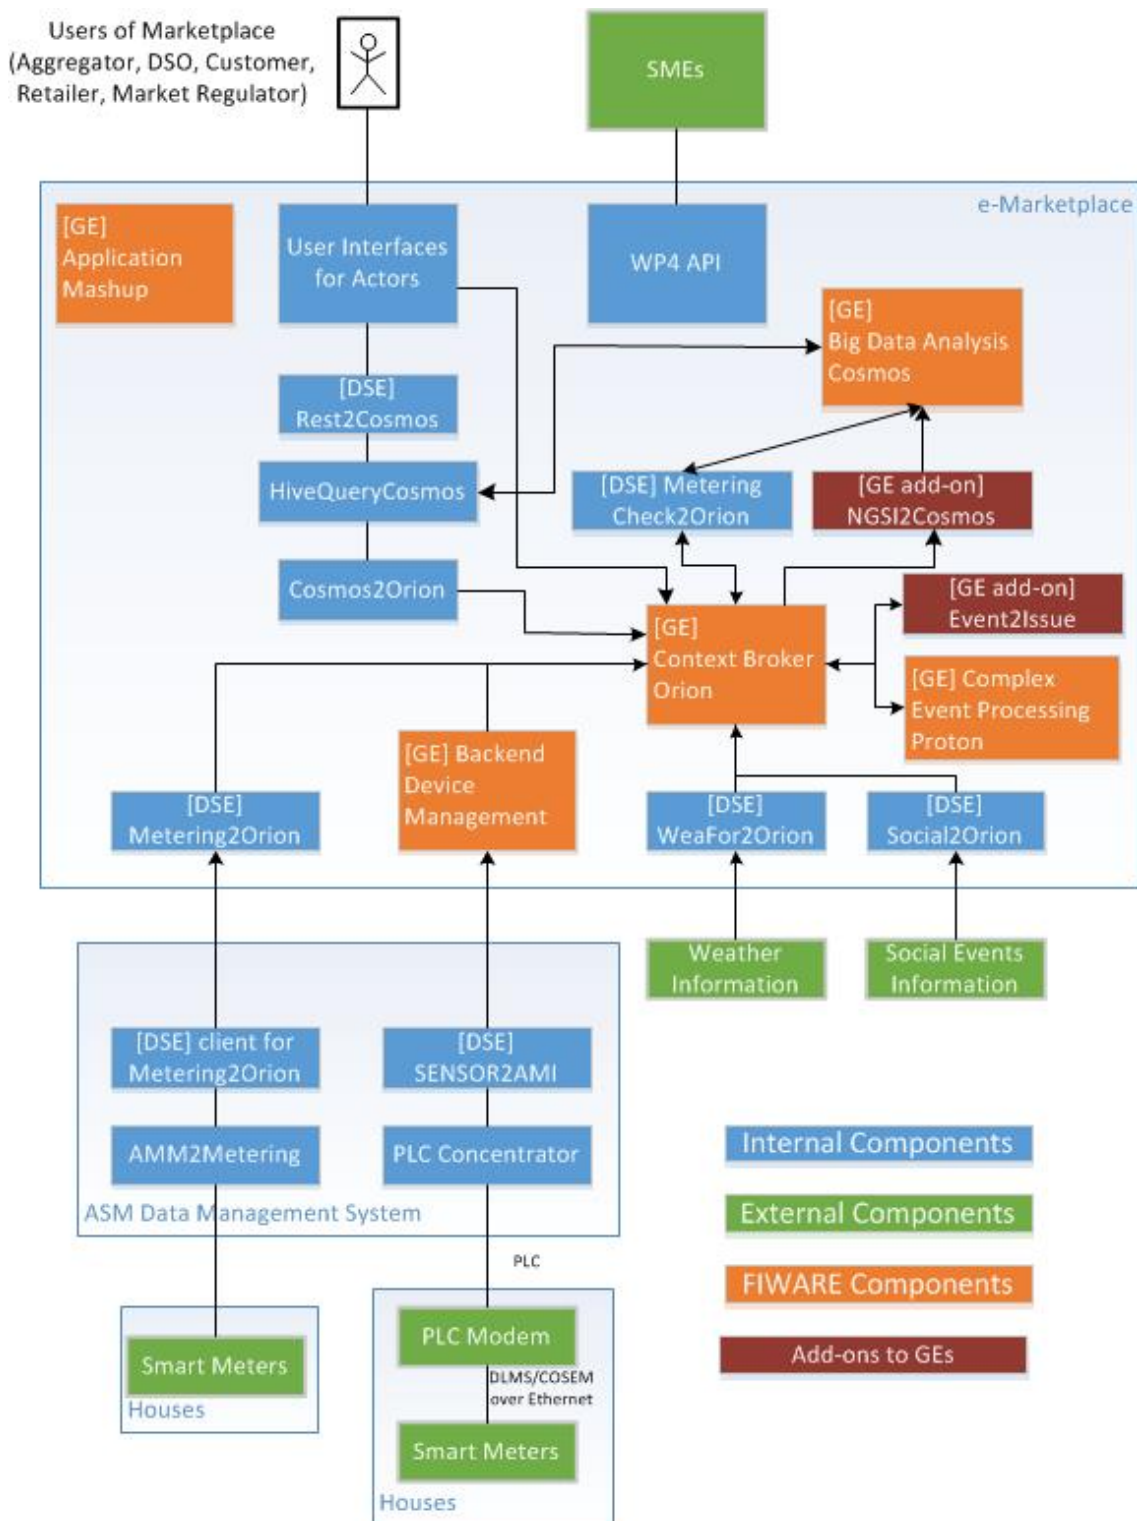 Users of Marketplace
(Aggregator, DSO, Customer,
Retailer, Market Regulator)
SMEs
e-Marketplace
[GE]
Application
Mashup
User Interfaces
for Actors
WP4 API
[GE]
Big Data Analysis
Cosmos
[DSE]
Rest2Cosmos
HiveQueryCosmos
[DSE] Metering
Check2Orion
[GE add-on]
NGSI2Cosmos
Cosmos2Orion
[GE add-on]
Event2Issue
[GE]
Context Broker
Orion
[GE] Complex
Event Processing
Proton
[GE] Backend
Device
Management
[DSE]
Metering2Orion
[DSE]
WeaFor2Orion
[DSE]
Social2Orion
Weather
Information
Social Events
Information
[DSE] client for
Metering2Orion
[DSE]
SENSOR2AMI
AMM2Metering
PLC Concentrator
ASM Data Management System
PLC
PLC Modem
DLMS/COSEM
over Ethernet
Smart Meters
Houses
Smart Meters
Houses
Internal Components
External Components
FIWARE Components
Add-ons to GEs